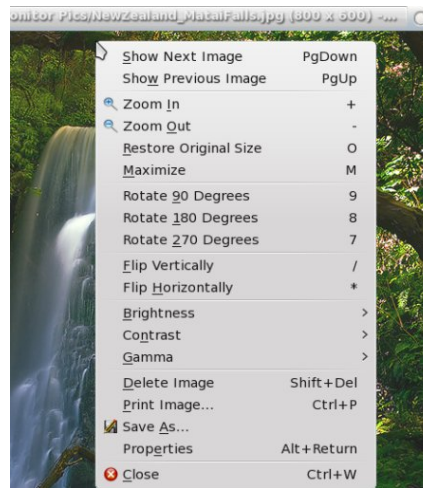 onitor Pics/NewZealand_MataiFalls.jpg (800 x 600) -...
Show Next Image PgDown
Show Previous Image PgUp
Zoom In +
Zoom Out -
Restore Original Size O
Maximize M
Rotate 90 Degrees 9
Rotate 180 Degrees 8
Rotate 270 Degrees 7
Flip Vertically /
Flip Horizontally *
Brightness >
Contrast >
Gamma >
Delete Image Shift+Del
Print Image... Ctrl+P
Save As...
Properties Alt+Return
Close Ctrl+W